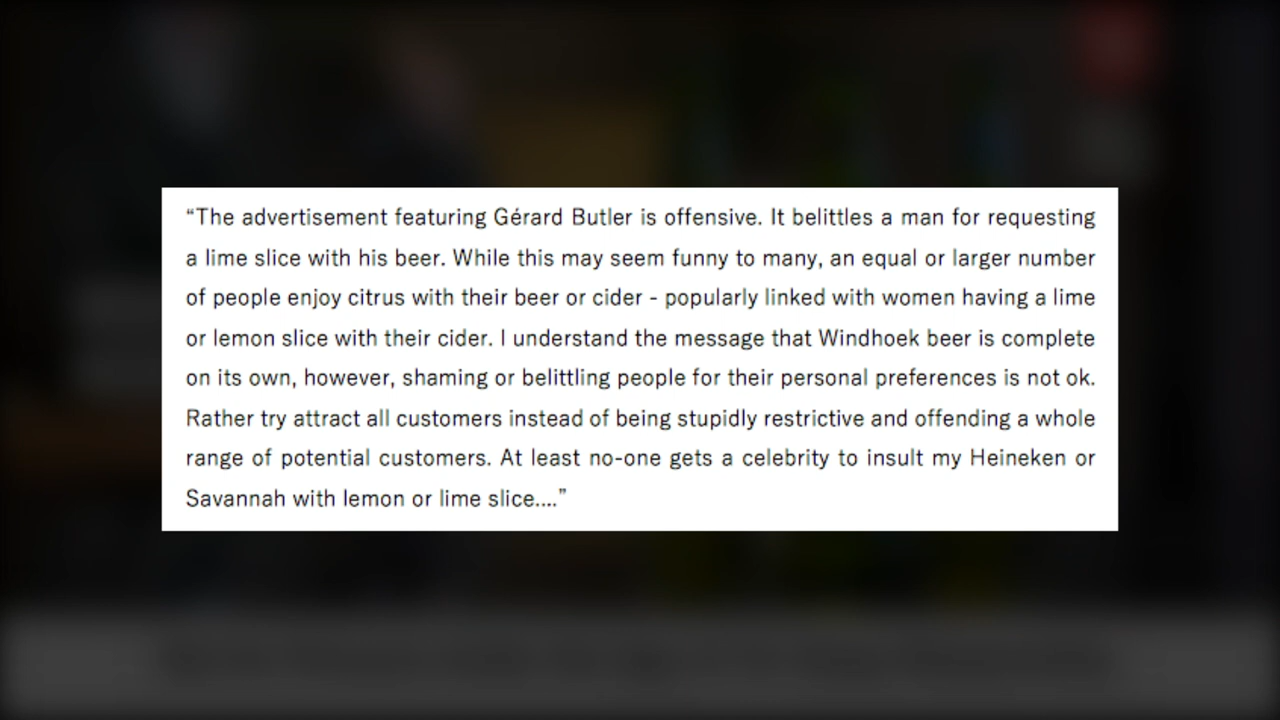 “The advertisement featuring Gérard Butler is offensive. It belittles a man for requesting
a lime slice with his beer. While this may seem funny to many, an equal or larger number
of people enjoy citrus with their beer or cider - popularly linked with women having a lime
or lemon slice with their cider. I understand the message that Windhoek beer is complete
on its own, however, shaming or belittling people for their personal preferences is not ok.
Rather try attract all customers instead of being stupidly restrictive and offending a whole
range of potential customers. At least no-one gets a celebrity to insult my Heineken or
Savannah with lemon or lime slice....”